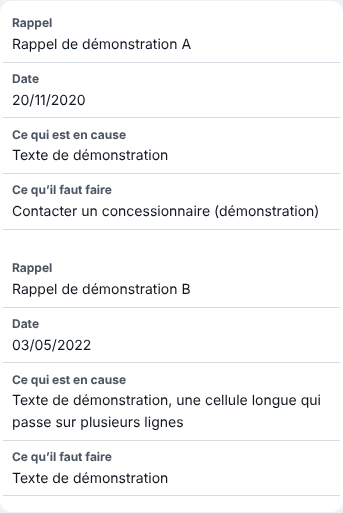 Rappel
Rappel de démonstration A
Date
20/11/2020
Ce qui est en cause
Texte de démonstration
Ce qu’il faut faire
Contacter un concessionnaire (démonstration)
Rappel
Rappel de démonstration B
Date
03/05/2022
Ce qui est en cause
Texte de démonstration, une cellule longue qui
passe sur plusieurs lignes
Ce qu’il faut faire
Texte de démonstration